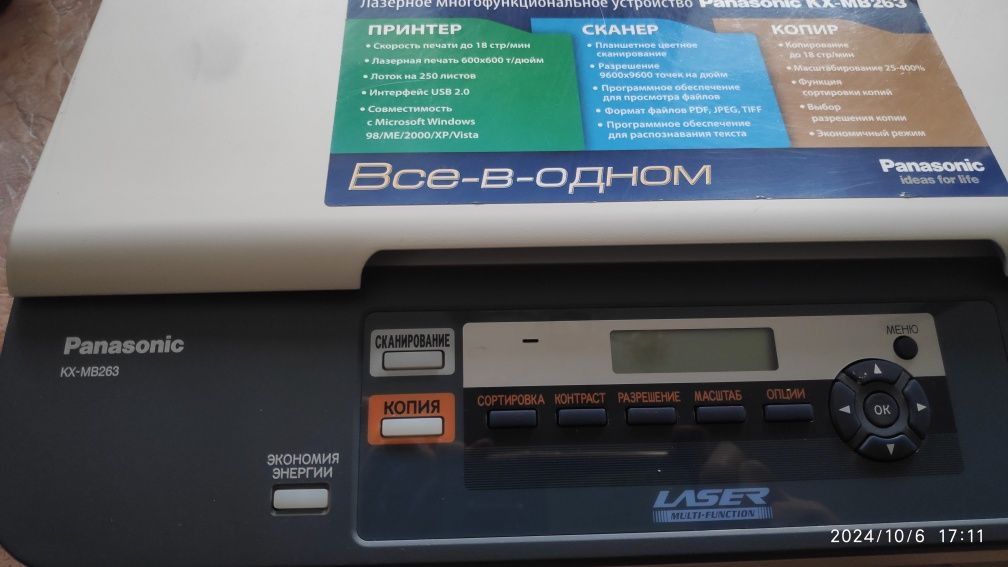 Лазерное многофункциональное устройство Panasonic KX-MB263
ПРИНТЕР
• Скорость печати до 18 стр/мин
• Лазерная печать 600х600 т/дюйм
• Лоток на 250 листов
• Интерфейс USB 2.0
• Совместимость
с Microsoft Windows
98/ME/2000/XP/Vista
СКАНЕР
• Планшетное цветное
сканирование
• Разрешение
9600х9600 точек на дюйм
• Программное обеспечение
для просмотра файлов
• Формат файлов PDF, JPEG, TIFF
• Программное обеспечение
для распознавания текста
КОПИР
• Копирование
до 18 стр/мин
• Масштабирование 25-400%
• Функция
сортировки копий
• Выбор
разрешения копии
• Экономичный режим
Все-в-одном
Panasonic
ideas for life
Panasonic
KX-MB263
СКАНИРОВАНИЕ
КОПИЯ
ЭКОНОМИЯ
ЭНЕРГИИ
МЕНЮ
СОРТИРОВКА КОНТРАСТ РАЗРЕШЕНИЕ МАСШТАБ ОПЦИИ
OK
LASER
MULTI-FUNCTION
2024/10/6 17:11